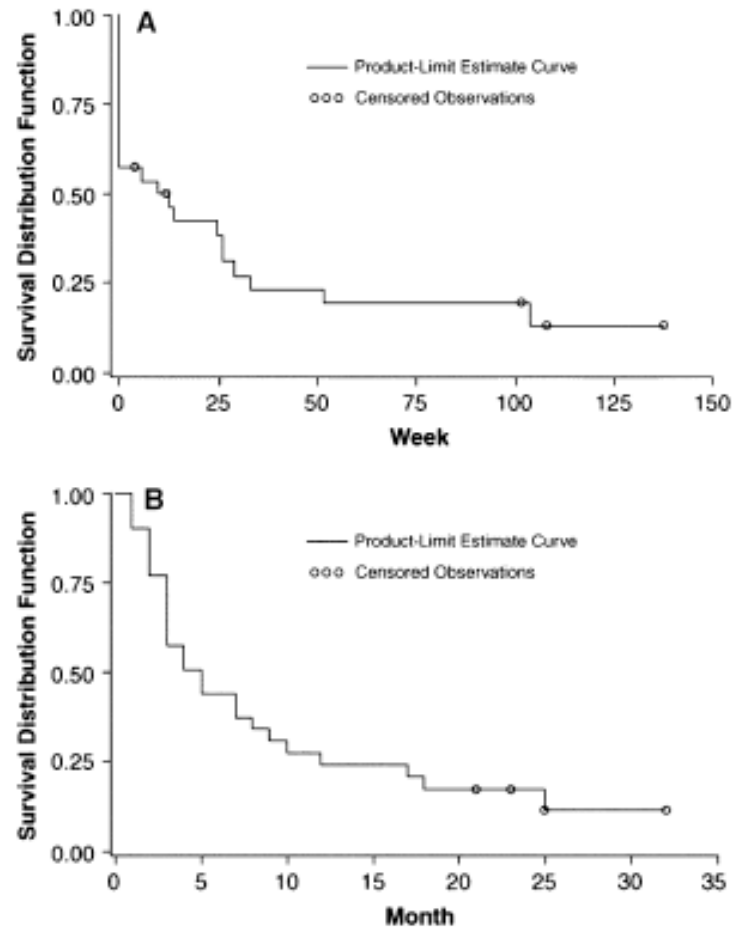 A
Product-Limit Estimate Curve
Censored Observations
Survival Distribution Function
1.00
0.75
0.50
0.25
0.00
0 25 50 75 100 125 150
Week
B
Product-Limit Estimate Curve
Censored Observations
Survival Distribution Function
1.00
0.75
0.50
0.25
0.00
0 5 10 15 20 25 30 35
Month